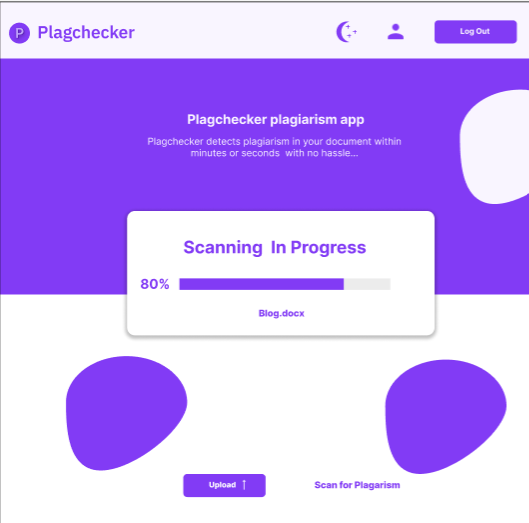 P Plagchecker
Log Out
Plagchecker plagiarism app
Plagchecker detects plagiarism in your document within
minutes or seconds with no hassle...
Scanning In Progress
80%
Blog.docx
Upload ↑
Scan for Plagarism